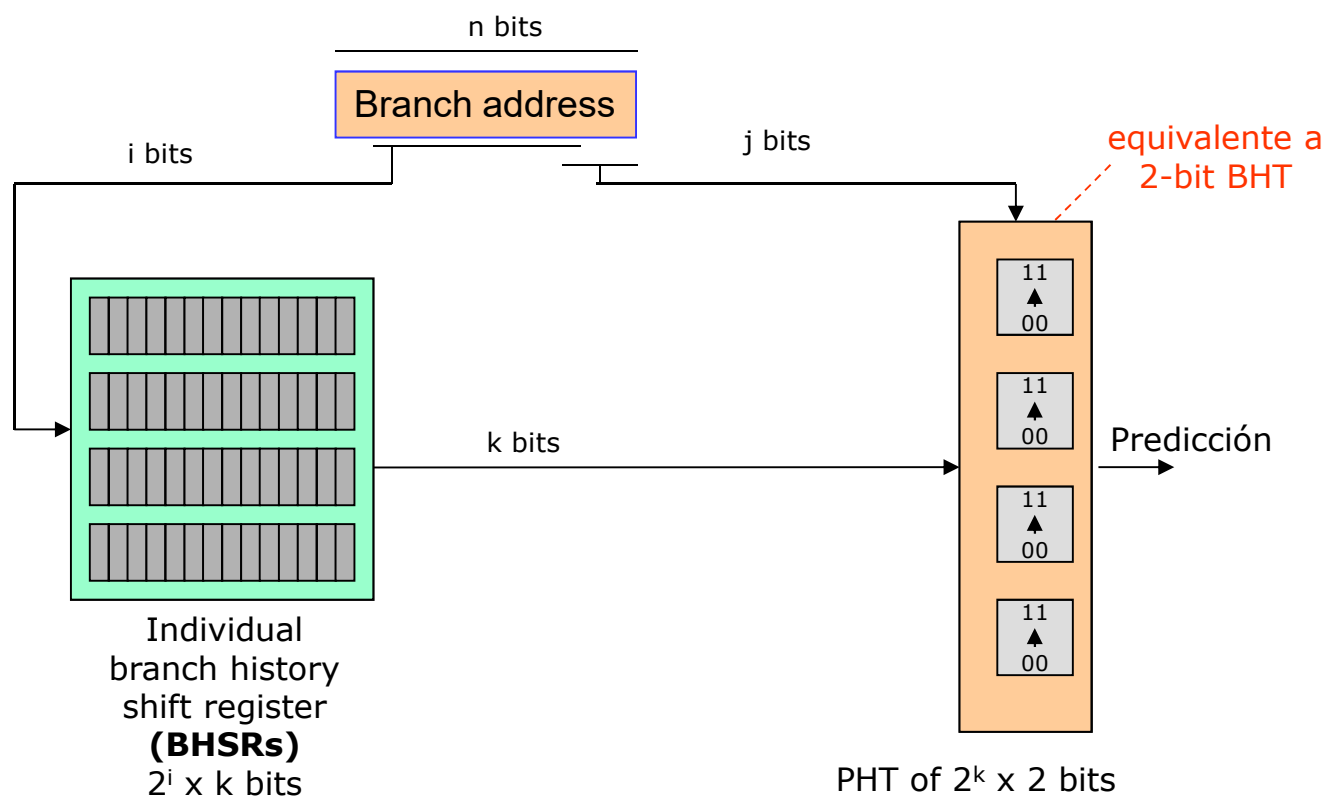 n bits
Branch address
i bits
j bits
equivalente a
2-bit BHT
11
00
11
00
k bits
Predicción
11
00
11
00
Individual
branch history
shift register
(BHSRs)
2ⁱ x k bits
PHT of 2ᵏ x 2 bits